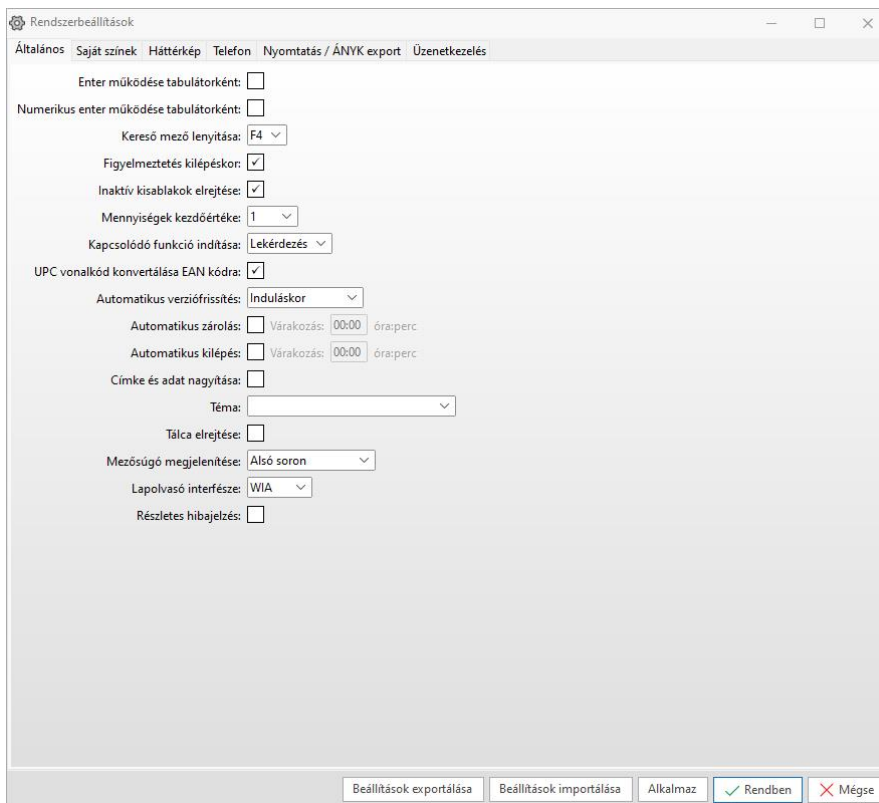 Rendszerbeállítások
Általános Saját színek Háttérkép Telefon Nyomtatás / ÁNYK export Üzenetkezelés
Enter működése tabulátorként:
Numerikus enter működése tabulátorként:
Kereső mező lenyitása: F4
Figyelmeztetés kilépéskor:
Inaktív kisablakok elrejtése:
Mennyiségek kezdőértéke: 1
Kapcsolódó funkció indítása: Lekérdezés
UPC vonalkód konvertálása EAN kódra:
Automatikus verziófrissítés: Induláskor
Automatikus zárolás: Várakozás: 00:00 óra:perc
Automatikus kilépés: Várakozás: 00:00 óra:perc
Címke és adat nagyítása:
Téma:
Tálca elrejtése:
Mezősúgó megjelenítése: Alsó soron
Lapolvasó interfésze: WIA
Részletes hibajelzés:
Beállítások exportálása Beállítások importálása Alkalmaz Rendben Mégse